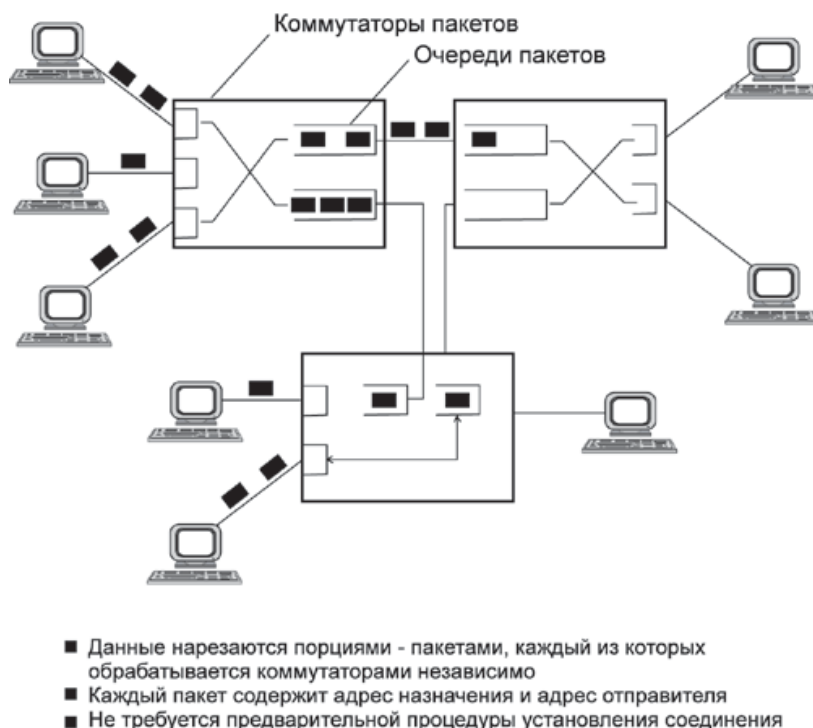 Коммутаторы пакетов
Очереди пакетов
■ Данные нарезаются порциями - пакетами, каждый из которых
обрабатывается коммутаторами независимо
■ Каждый пакет содержит адрес назначения и адрес отправителя
■ Не требуется предварительной процедуры установления соединения